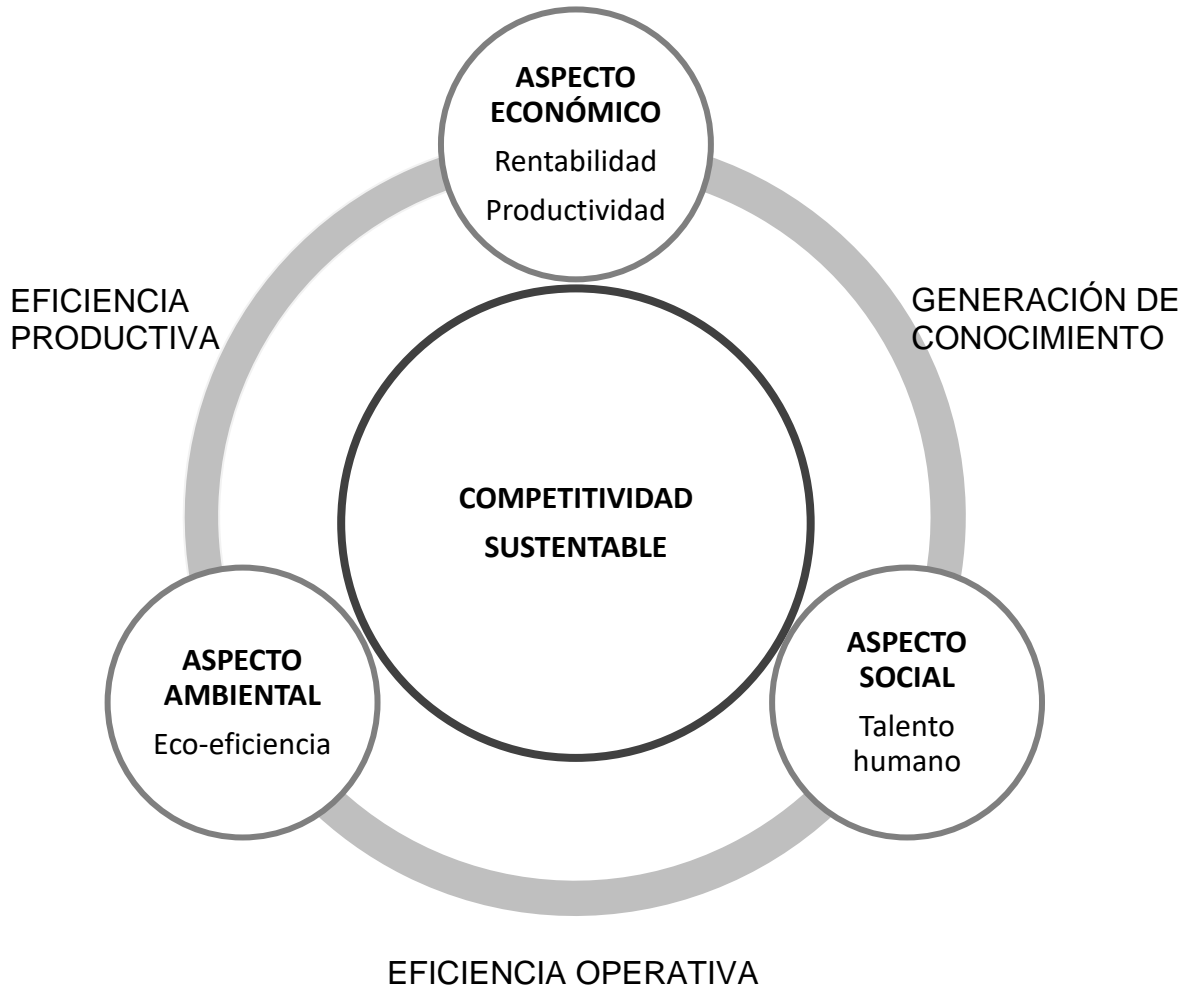 ASPECTO
ECONÓMICO
Rentabilidad
Productividad
EFICIENCIA
PRODUCTIVA
GENERACIÓN DE
CONOCIMIENTO
COMPETITIVIDAD
SUSTENTABLE
ASPECTO
AMBIENTAL
Eco-eficiencia
ASPECTO
SOCIAL
Talento
humano
EFICIENCIA OPERATIVA